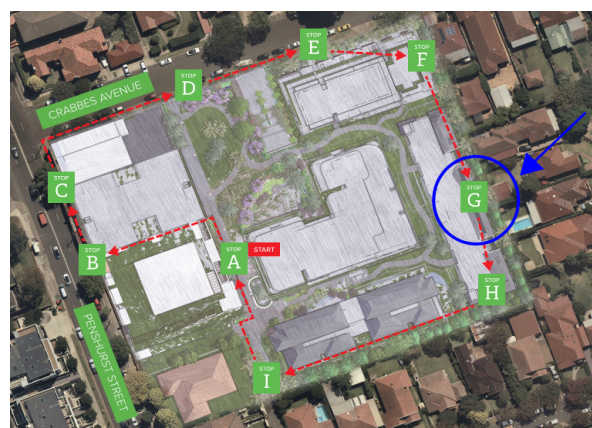 STOP
E
STOP
F
STOP
D
CRABBES AVENUE
STOP
C
STOP
G
STOP
B
STOP
A
START
STOP
H
PENSHURST STREET
STOP
I